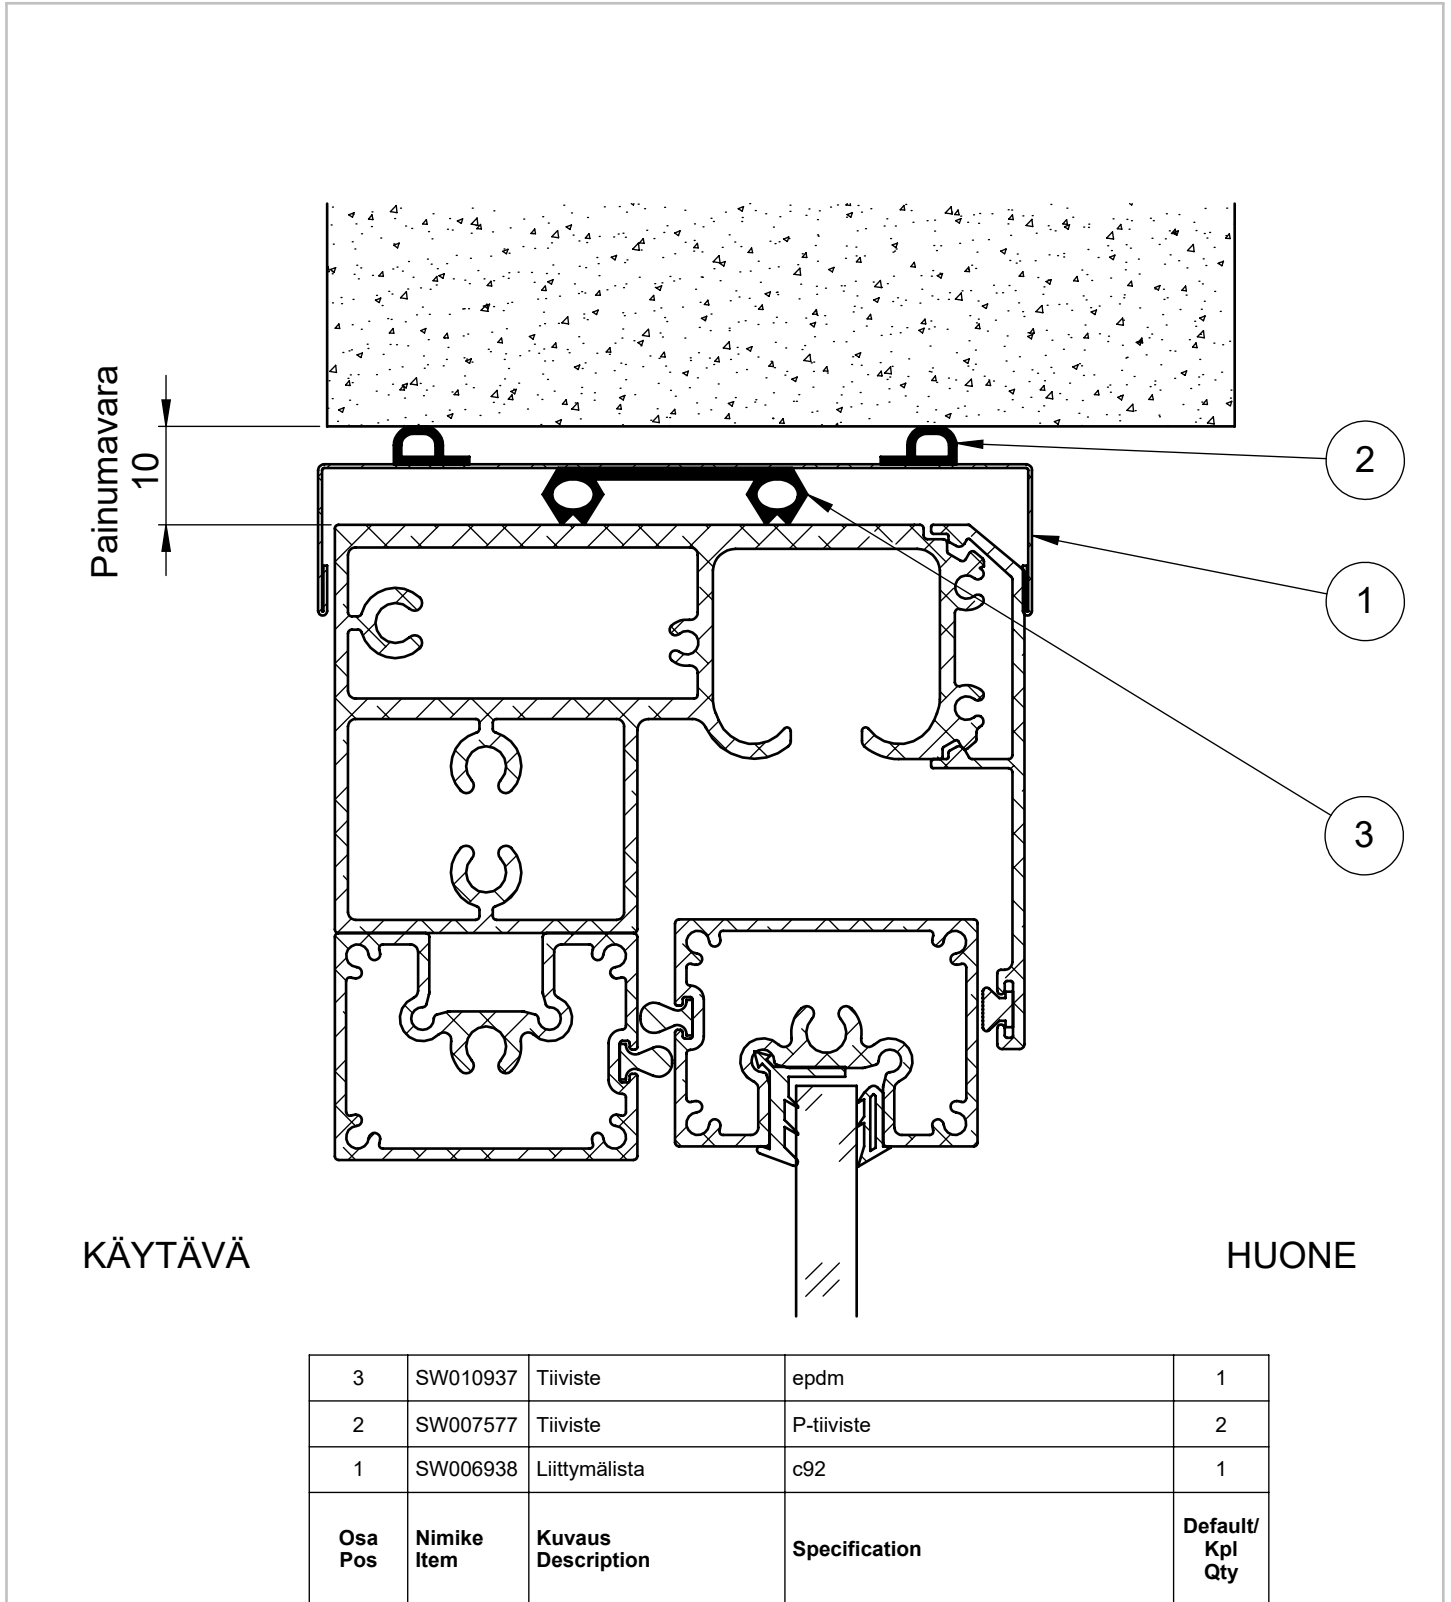 Painumavara
10
2
1
3
KÄYTÄVÄ
HUONE
3 SW010937 Tiiviste epdm 1
2 SW007577 Tiiviste P-tiiviste 2
1 SW006938 Liittymälista c92 1
Osa
Pos
Nimike
Item
Kuvaus
Description
Specification
Default/
Kpl
Qty